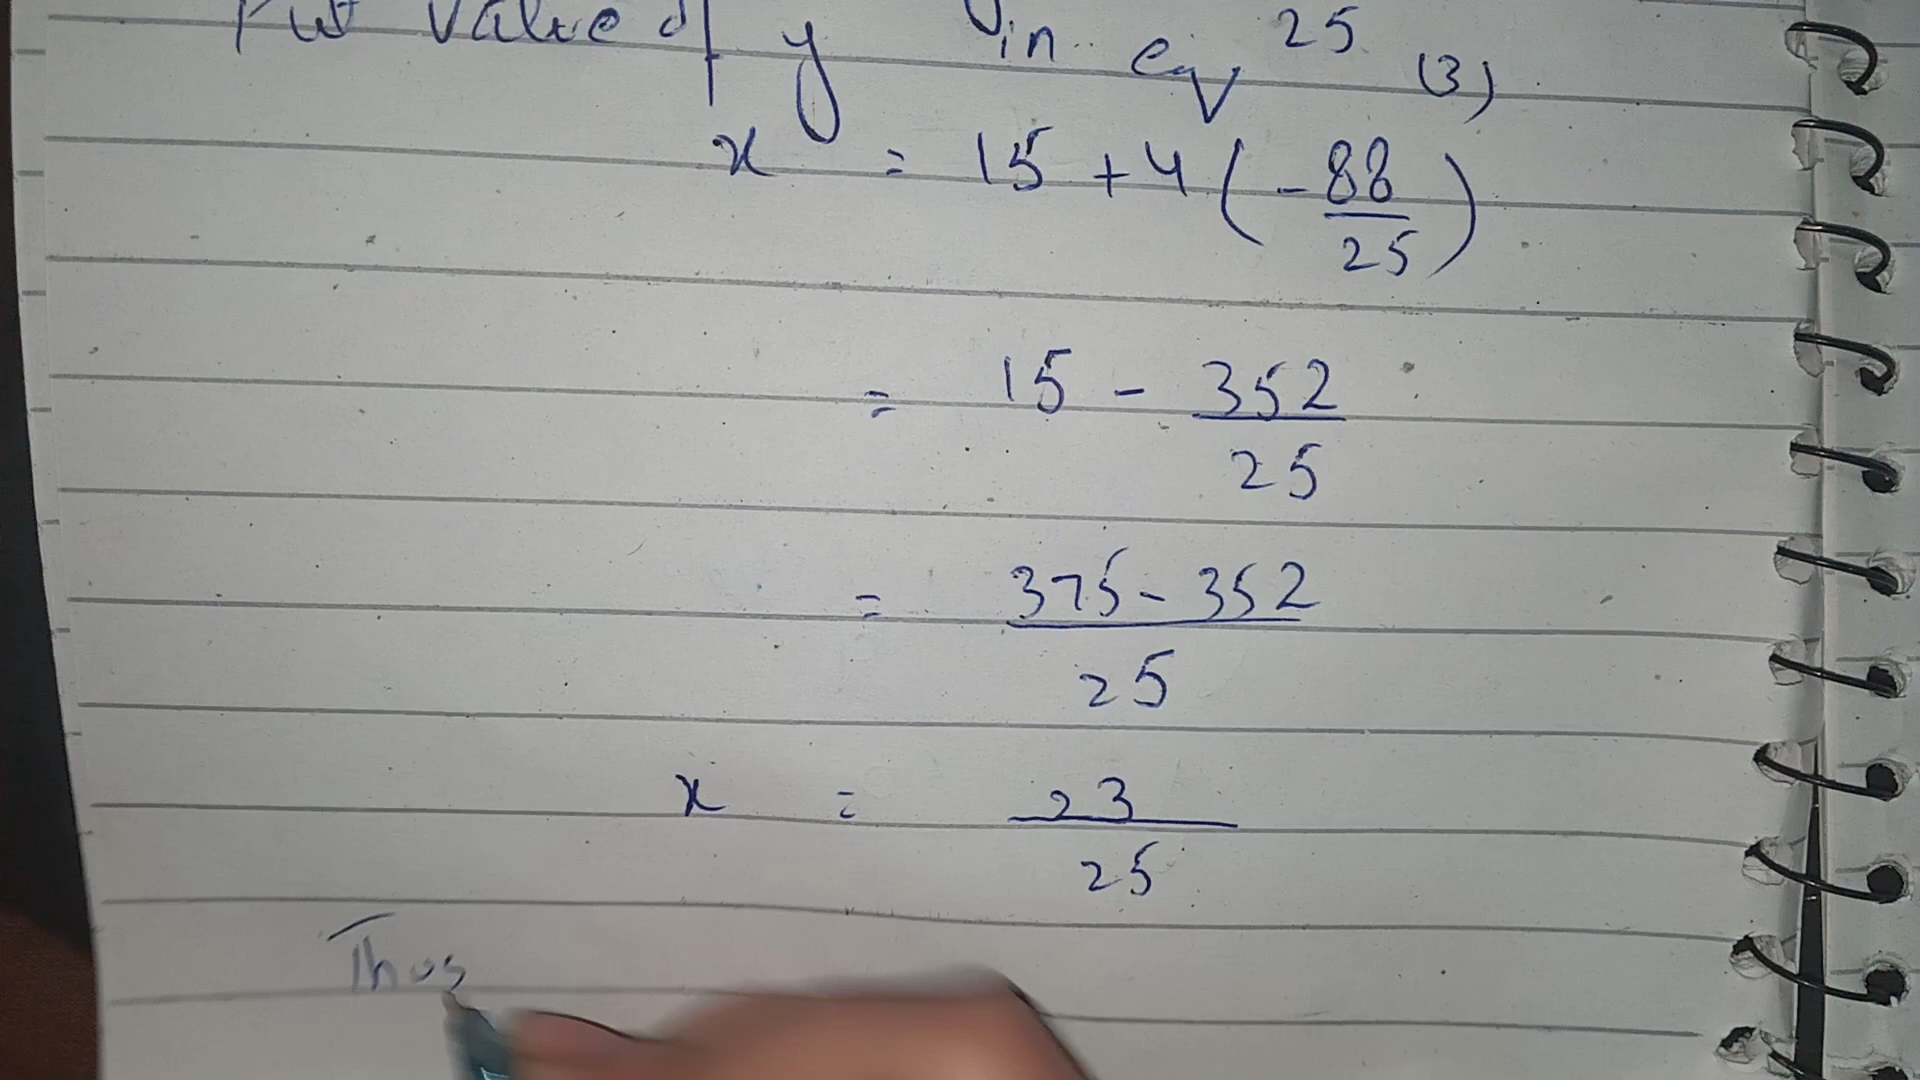 Put value of y in eq (3)
25
x = 15 + 4 ( - 88/25 )
= 15 - 352/25
= 375 - 352/25
x = 23/25
Thus